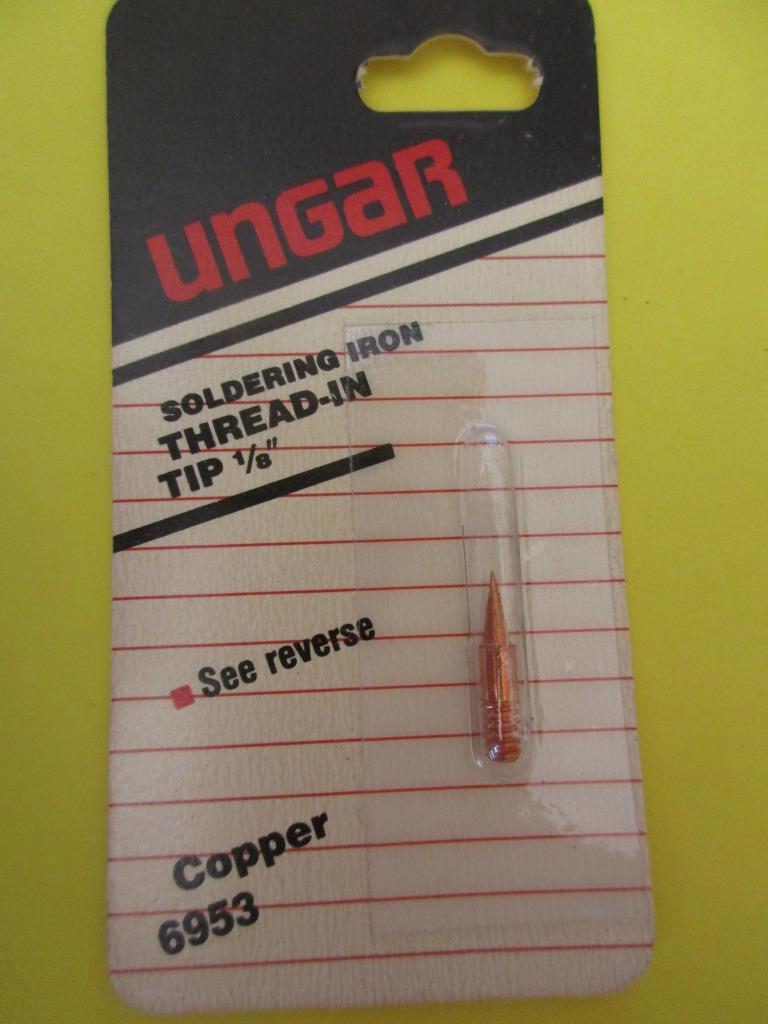 unGaR
SOLDERING IRON
THREAD-IN
TIP 1/8"
See reverse
Copper
6953